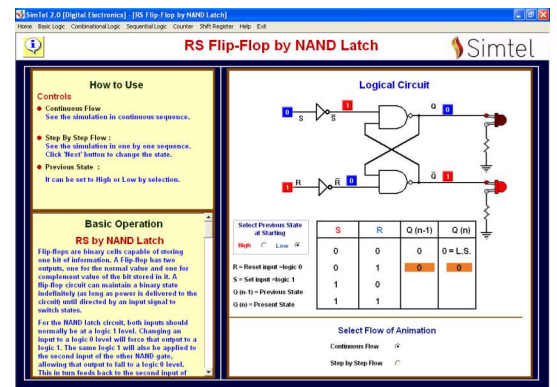 SimTel 2.0 [Digital Electronics] - [RS Flip-Flop by NAND Latch]
Home Basic Logic Combinational Logic Sequential Logic Counter Shift Register Help Exit
RS Flip-Flop by NAND Latch
Simtel
How to Use
Controls
Continuous Flow
See the simulation in continuous sequence.
Step By Step Flow :
See the simulation in one by one sequence.
Click 'Next' button to change the state.
Previous State :
It can be set to High or Low by selection.
Basic Operation
RS by NAND Latch
Flip-flops are binary cells capable of storing
one bit of information. A Flip-flop has two
outputs, one for the normal value and one for
complement value of the bit stored in it. A
flip-flop circuit can maintain a binary state
indefinitely (as long as power is delivered to the
circuit) until directed by an input signal to
switch states.
For the NAND latch circuit, both inputs should
normally be at a logic 1 level. Changing an
input to a logic 0 level will force that output to a
logic 1. The same logic 1 will also be applied to
the second input of the other NAND gate,
allowing that output to fall to a logic 0 level.
This in turn feeds back to the second input of
Logical Circuit
0 S 1 S̅ Q 0
1 R R̅ 0 Q̅ 1
Select Previous State
at Starting
High Low
R = Reset input =logic 0
S = Set input =logic 1
Q (n-1) = Previous State
Q (n) = Present State
S R Q (n-1) Q (n)
0 0 0 0 = L.S.
0 1 0 0
1 0
1 1
Select Flow of Animation
Continuous Flow
Step by Step Flow